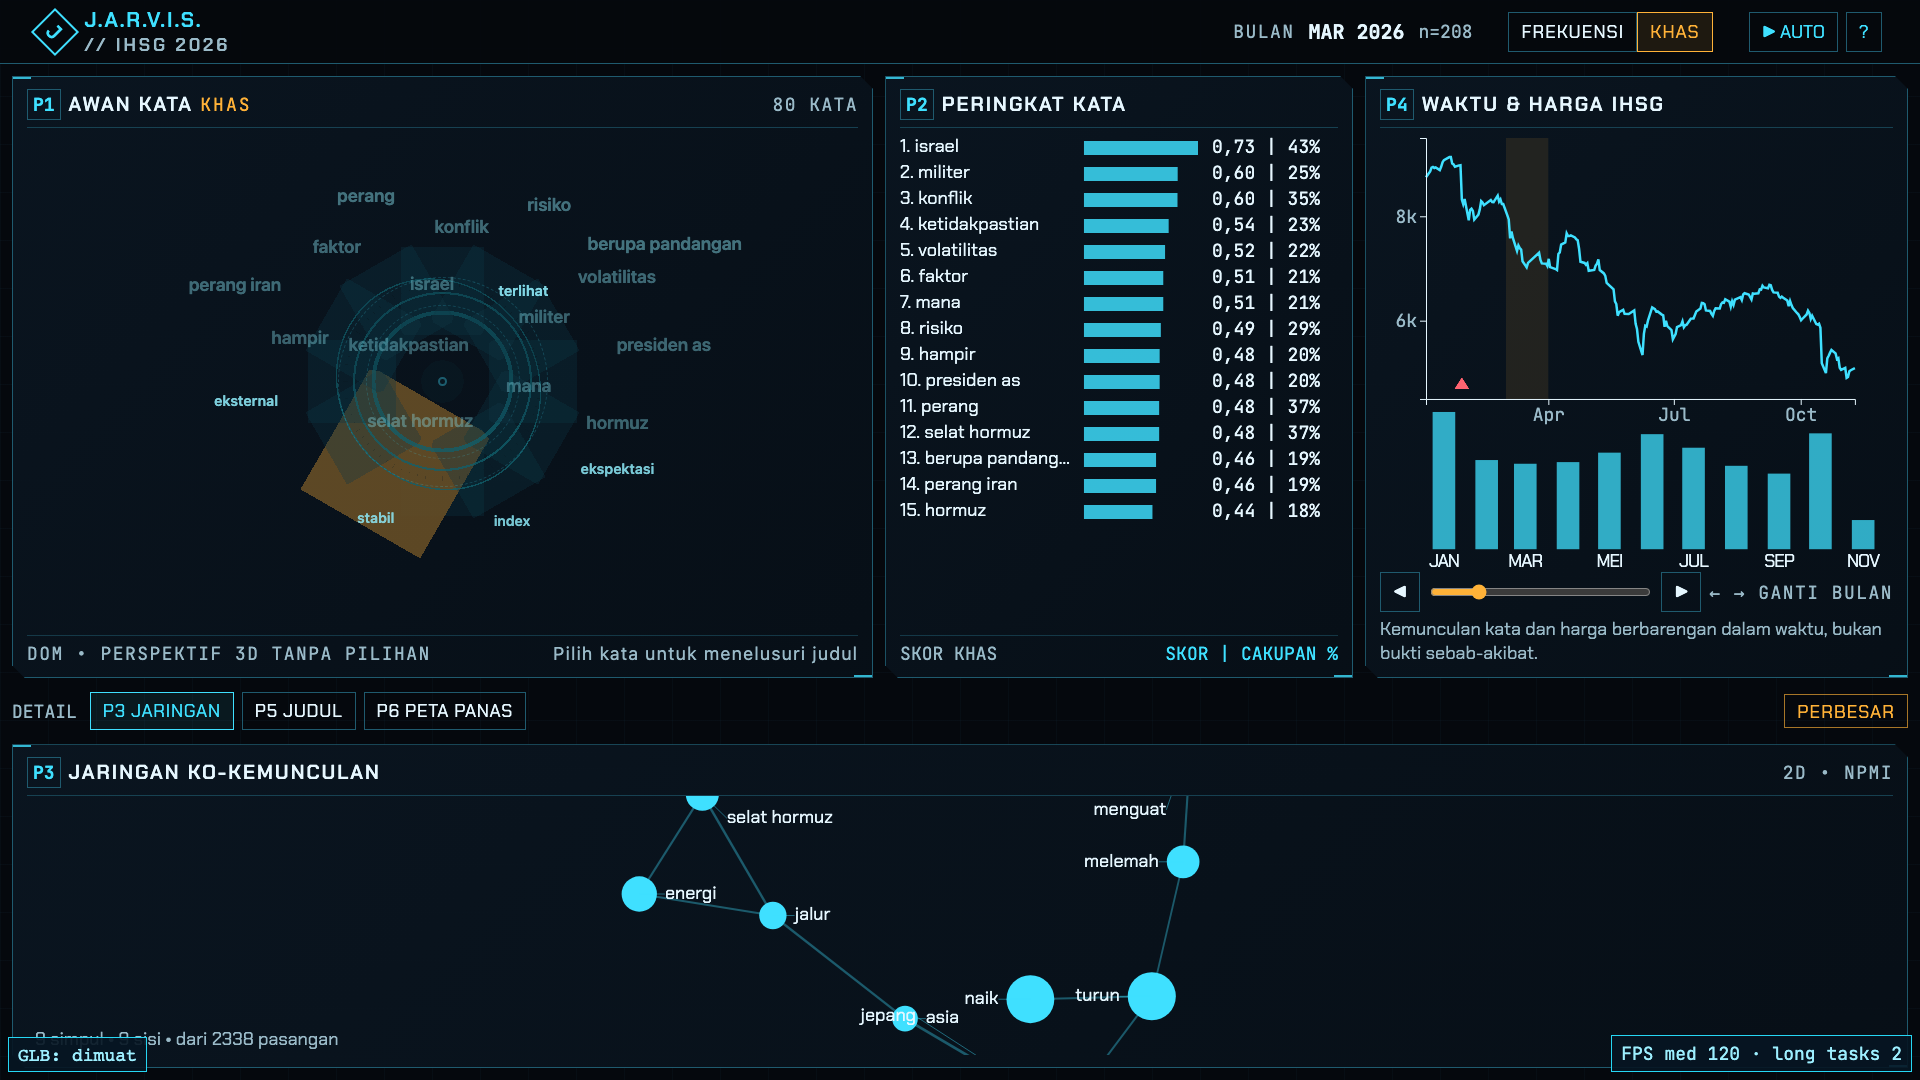 J.A.R.V.I.S.
// IHSG 2026
BULAN MAR 2026 n=208
FREKUENSI KHAS
▶ AUTO ?
P1 AWAN KATA KHAS 80 KATA
perang
risiko
konflik
faktor
berupa pandangan
perang iran
israel
terlihat
volatilitas
militer
hampir
ketidakpastian
presiden as
mana
eksternal
selat hormuz
hormuz
ekspektasi
stabil
index
DOM • PERSPEKTIF 3D TANPA PILIHAN Pilih kata untuk menelusuri judul
P2 PERINGKAT KATA
1. israel 0,73 | 43%
2. militer 0,60 | 25%
3. konflik 0,60 | 35%
4. ketidakpastian 0,54 | 23%
5. volatilitas 0,52 | 22%
6. faktor 0,51 | 21%
7. mana 0,51 | 21%
8. risiko 0,49 | 29%
9. hampir 0,48 | 20%
10. presiden as 0,48 | 20%
11. perang 0,48 | 37%
12. selat hormuz 0,48 | 37%
13. berupa pandang... 0,46 | 19%
14. perang iran 0,46 | 19%
15. hormuz 0,44 | 18%
SKOR KHAS SKOR | CAKUPAN %
P4 WAKTU & HARGA IHSG
8k
6k
Apr Jul Oct
JAN MAR MEI JUL SEP NOV
◀ ▶ ← → GANTI BULAN
Kemunculan kata dan harga berbarengan dalam waktu, bukan
bukti sebab-akibat.
DETAIL P3 JARINGAN P5 JUDUL P6 PETA PANAS PERBESAR
P3 JARINGAN KO-KEMUNCULAN 2D • NPMI
selat hormuz
menguat
melemah
energi
jalur
naik
turun
jepang
asia
9 simpul • 9 sisi • dari 2338 pasangan
GLB: dimuat
FPS med 120 · long tasks 2